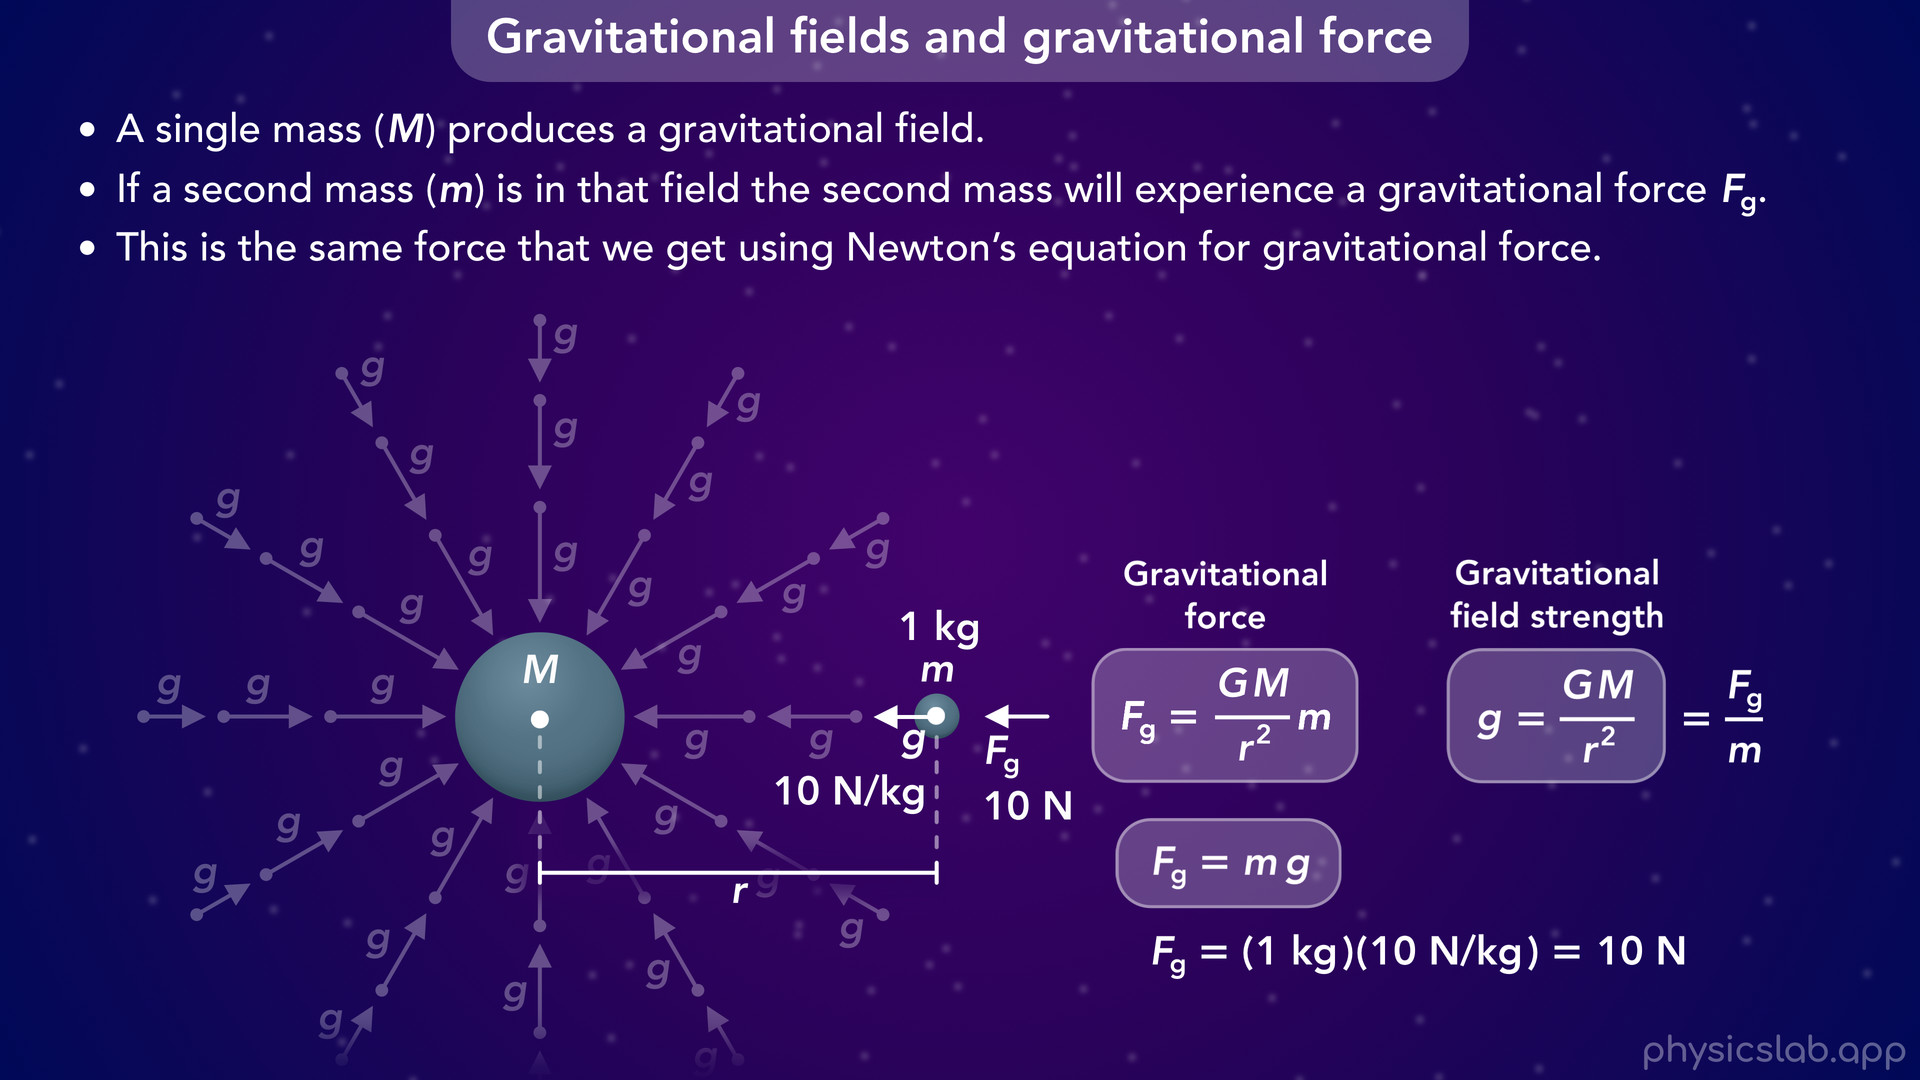 Gravitational fields and gravitational force
• A single mass (M) produces a gravitational field.
• If a second mass (m) is in that field the second mass will experience a gravitational force Fg.
• This is the same force that we get using Newton's equation for gravitational force.
g
g g
g g
g g
g g
g g
g g g g
g g
1 kg
m
M
g g g
g g g
10 N/kg
Fg
10 N
r
g g
g g
g g g
g g
g g
g g
Gravitational
force
Fg = GM/r² m
Gravitational
field strength
g = GM/r² = Fg/m
Fg = m g
Fg = (1 kg)(10 N/kg) = 10 N
physicslab.app